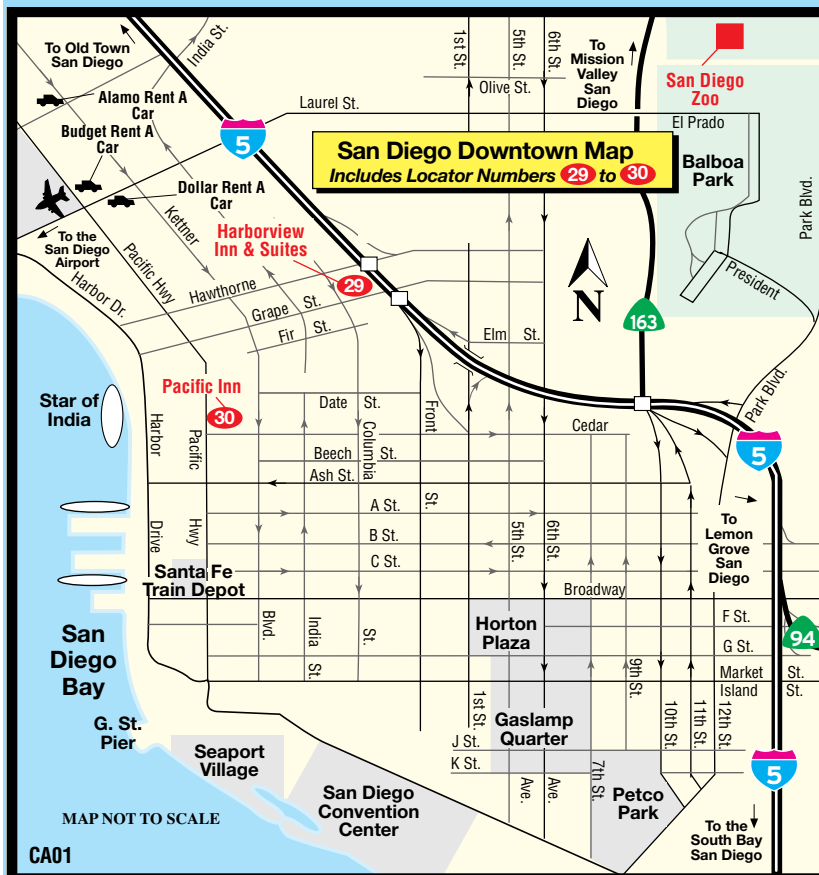 To Old Town
San Diego
India St.
1st St.
5th St.
6th St.
To
Mission
Valley
San
Diego
San Diego
Zoo
Olive St.
Alamo Rent A
Car
Laurel St.
El Prado
Budget Rent A
Car
5
San Diego Downtown Map
Includes Locator Numbers 29 to 30
Balboa
Park
Park Blvd.
Dollar Rent A
Car
Kettner
Harborview
Inn & Suites
29
To the
San Diego
Airport
Pacific Hwy
Harbor Dr.
Hawthorne
Grape St.
Fir St.
N
President
163
Elm St.
Pacific Inn
30
Star of
India
Date St.
Front
St.
Park Blvd.
Harbor
Drive
Pacific
Hwy
Columbia
St.
Cedar
5
Beech St.
Ash St.
A St.
B St.
C St.
5th St.
6th St.
To
Lemon
Grove San
Diego
Santa Fe
Train Depot
Broadway
Blvd.
India
St.
Horton
Plaza
F St.
G St.
94
San
Diego
Bay
Market St.
Island St.
9th St.
10th St.
11th St.
12th St.
1st St.
Gaslamp
Quarter
G. St.
Pier
J St.
K St.
Seaport
Village
Ave.
Ave.
7th St.
5
San Diego
Convention
Center
Petco
Park
MAP NOT TO SCALE
To the
South Bay
San Diego
CA01